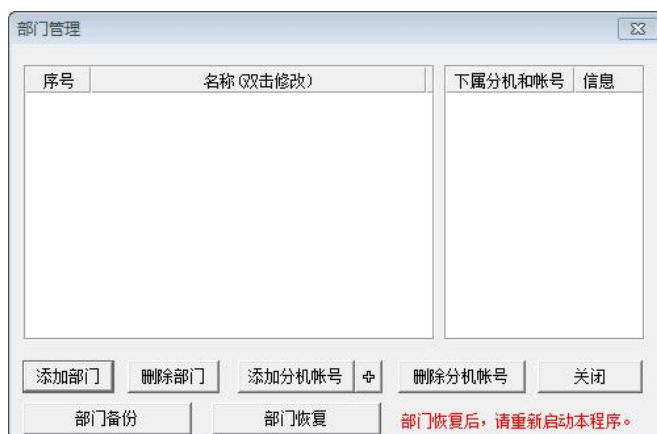 部门管理
序号 名称(双击修改) 下属分机和帐号 信息
添加部门 删除部门 添加分机帐号 删除分机帐号 关闭
部门备份 部门恢复 部门恢复后，请重新启动本程序。